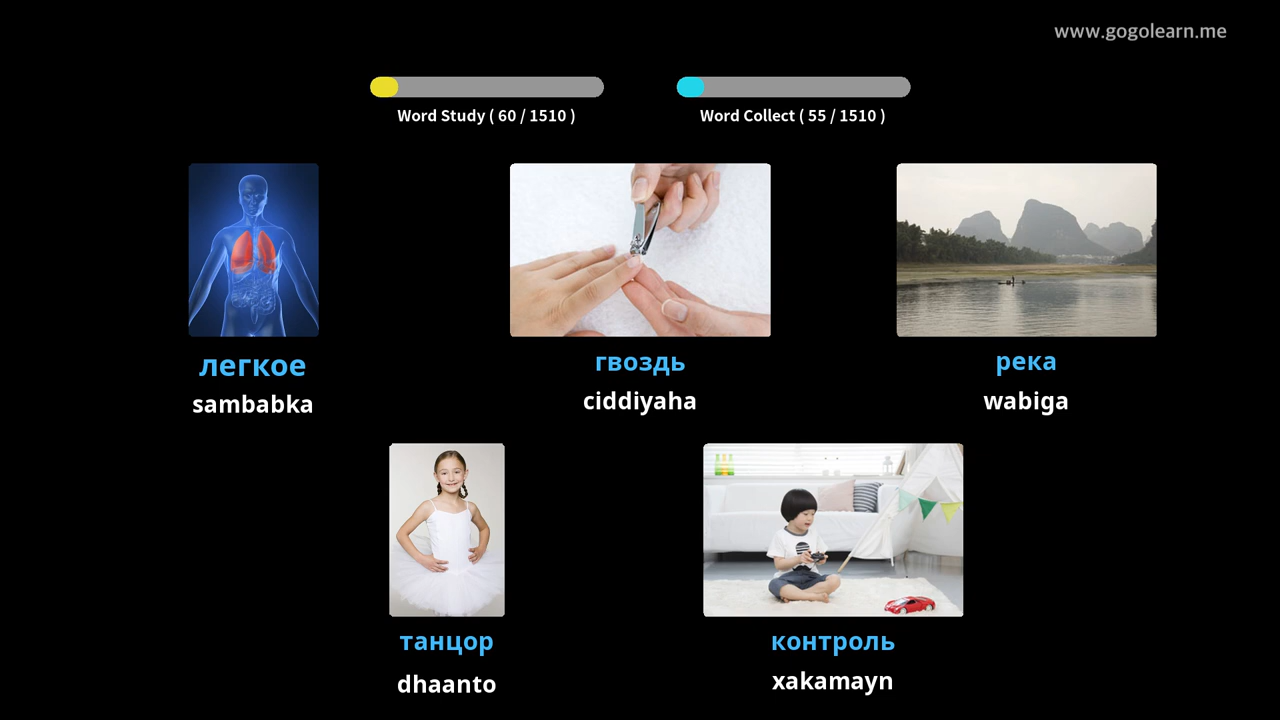 www.gogolearn.me
Word Study ( 60 / 1510 )
Word Collect ( 55 / 1510 )
легкое
sambabka
гвоздь
ciddiyaha
река
wabiga
танцор
dhaanto
контроль
xakamayn